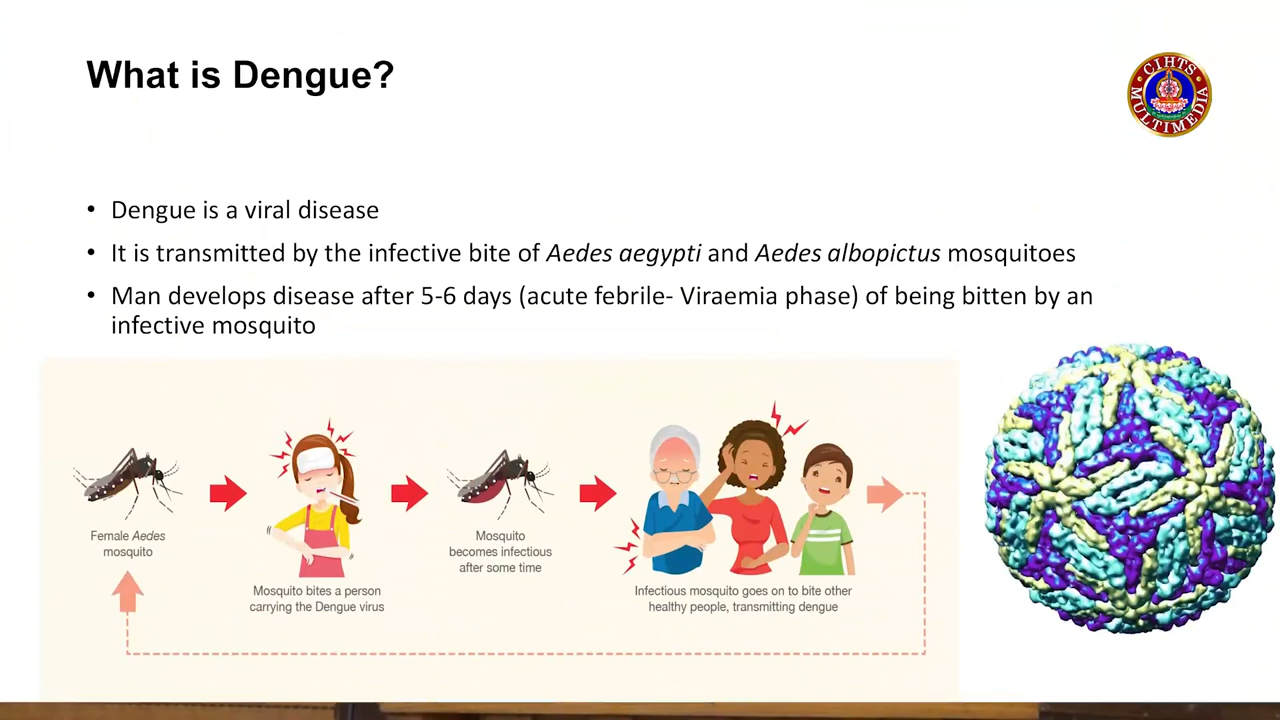 What is Dengue?
CIHTS
MULTIMEDIA
• Dengue is a viral disease
• It is transmitted by the infective bite of Aedes aegypti and Aedes albopictus mosquitoes
• Man develops disease after 5-6 days (acute febrile- Viraemia phase) of being bitten by an
infective mosquito
Female Aedes
mosquito
Mosquito bites a person
carrying the Dengue virus
Mosquito
becomes infectious
after some time
Infectious mosquito goes on to bite other
healthy people, transmitting dengue